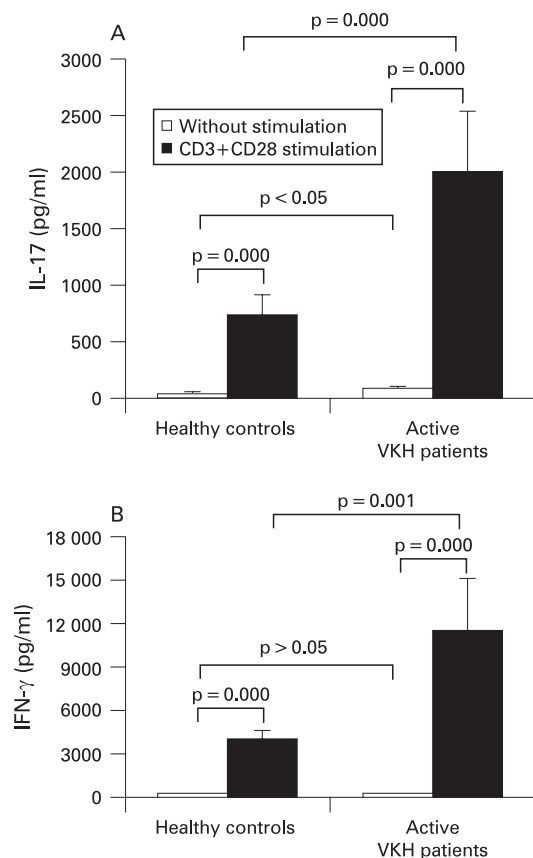 A
p = 0.000
p = 0.000
3000
2500
2000
1500
1000
500
0
IL-17 (pg/ml)
Without stimulation
CD3+CD28 stimulation
p < 0.05
p = 0.000
Healthy controls
Active
VKH patients
B
p = 0.001
p = 0.000
18 000
15 000
12 000
9000
6000
3000
0
IFN-γ (pg/ml)
p > 0.05
p = 0.000
Healthy controls
Active
VKH patients